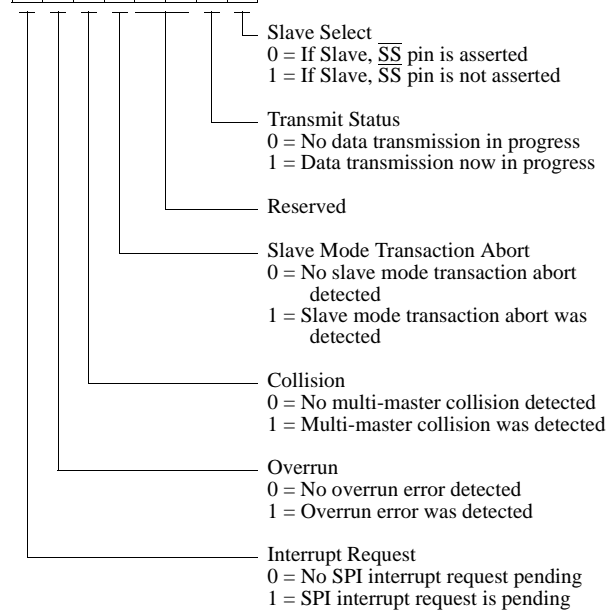 Slave Select
0 = If Slave, S̅S̅ pin is asserted
1 = If Slave, S̅S̅ pin is not asserted
Transmit Status
0 = No data transmission in progress
1 = Data transmission now in progress
Reserved
Slave Mode Transaction Abort
0 = No slave mode transaction abort
detected
1 = Slave mode transaction abort was
detected
Collision
0 = No multi-master collision detected
1 = Multi-master collision was detected
Overrun
0 = No overrun error detected
1 = Overrun error was detected
Interrupt Request
0 = No SPI interrupt request pending
1 = SPI interrupt request is pending